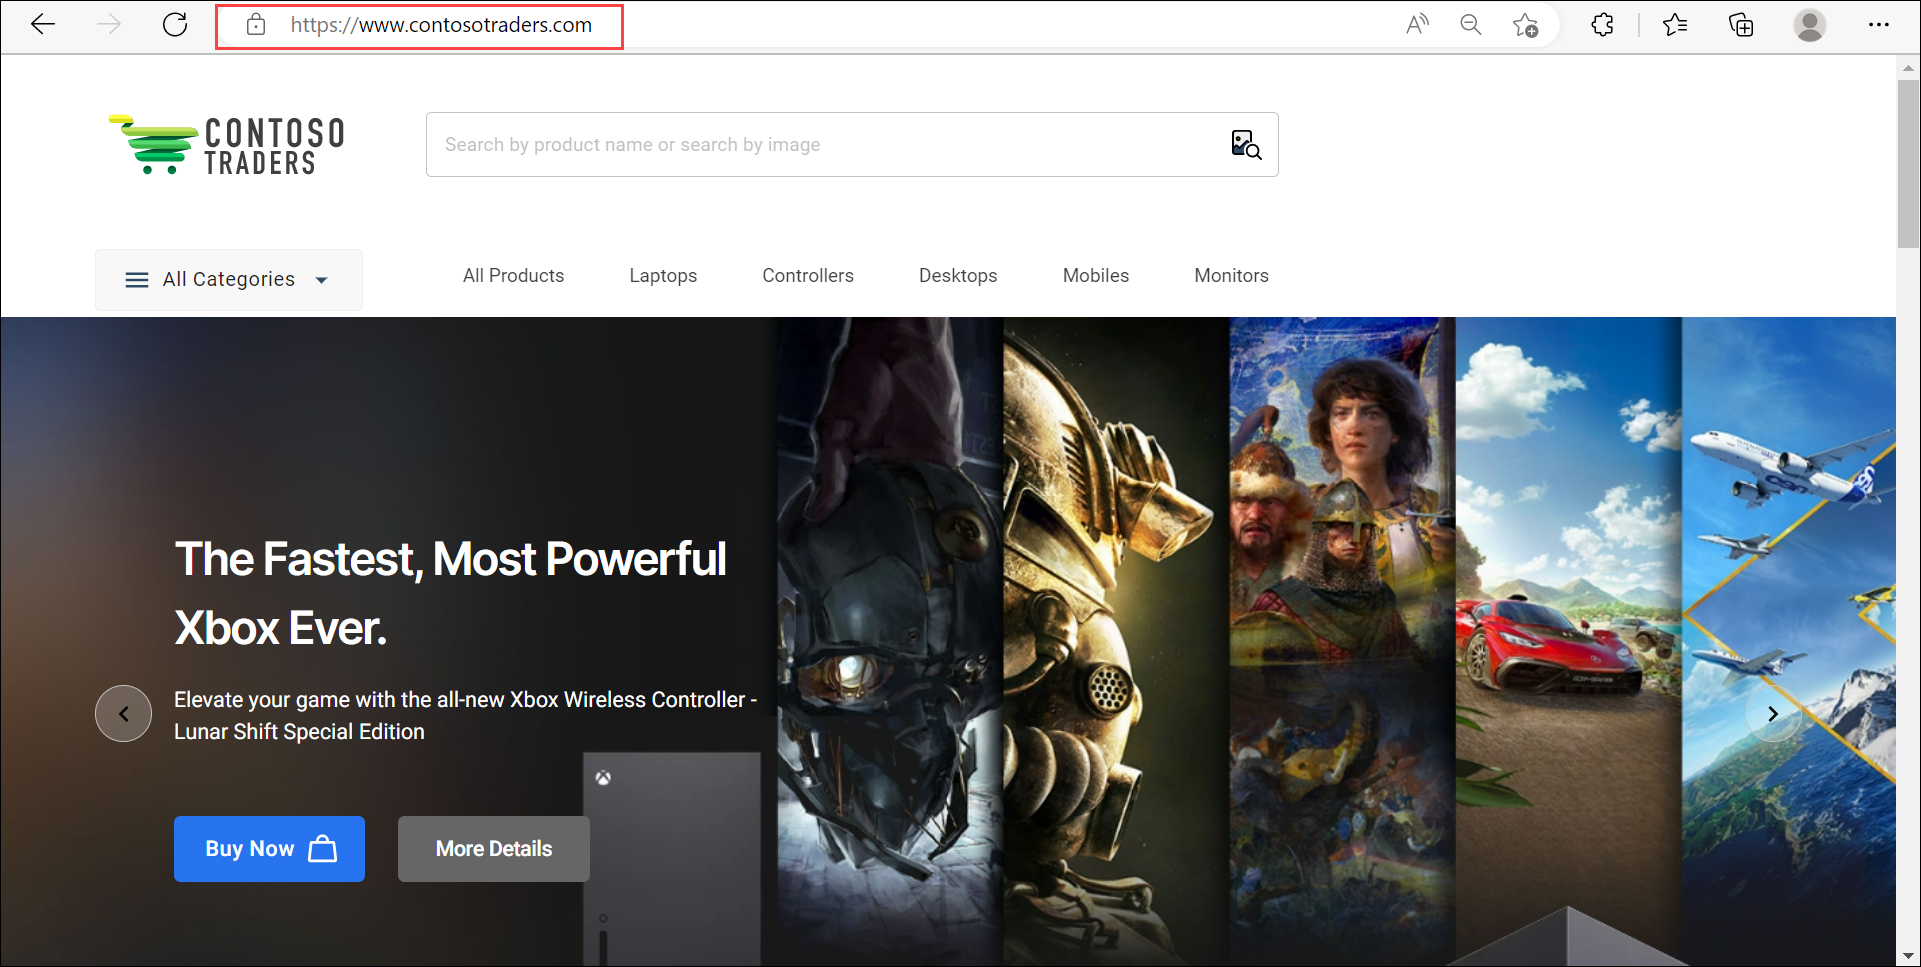 https://www.contosotraders.com
CONTOSO
TRADERS
Search by product name or search by image
All Categories
All Products
Laptops
Controllers
Desktops
Mobiles
Monitors
The Fastest, Most Powerful
Xbox Ever.
Elevate your game with the all-new Xbox Wireless Controller -
Lunar Shift Special Edition
Buy Now
More Details